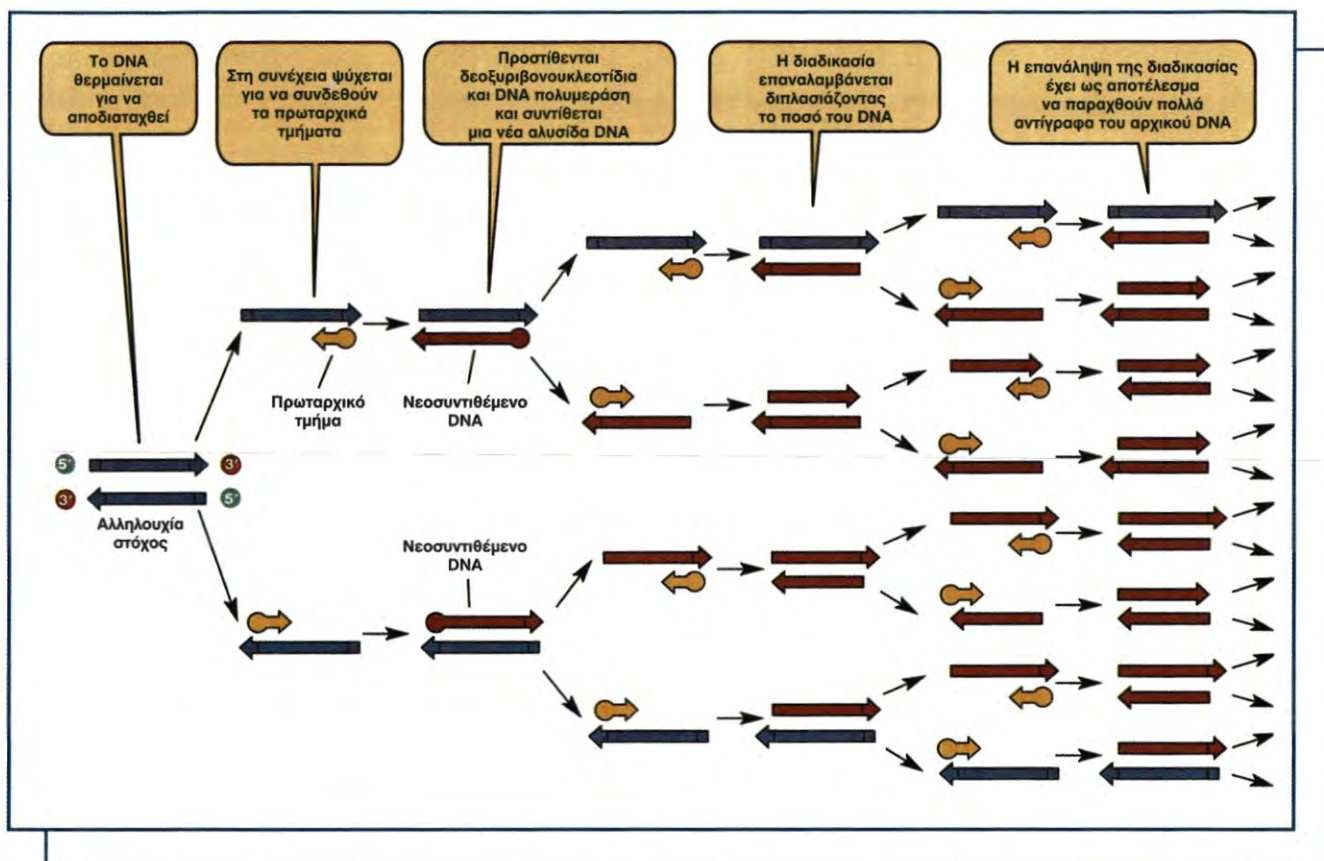 Το DNA
θερμαίνεται
για να
αποδιαταχθεί
Στη συνέχεια ψύχεται
για να συνδεθούν
τα πρωταρχικά
τμήματα
Προστίθενται
δεοξυριβονουκλεοτίδια
και DNA πολυμεράση
και συντίθεται
μια νέα αλυσίδα DNA
Η διαδικασία
επαναλαμβάνεται
διπλασιάζοντας
το ποσό του DNA
Η επανάληψη της διαδικασίας
έχει ως αποτέλεσμα
να παραχθούν πολλά
αντίγραφα του αρχικού DNA
Πρωταρχικό
τμήμα
Νεοσυντιθέμενο
DNA
5′ 3′
3′ 5′
Αλληλουχία
στόχος
Νεοσυντιθέμενο
DNA